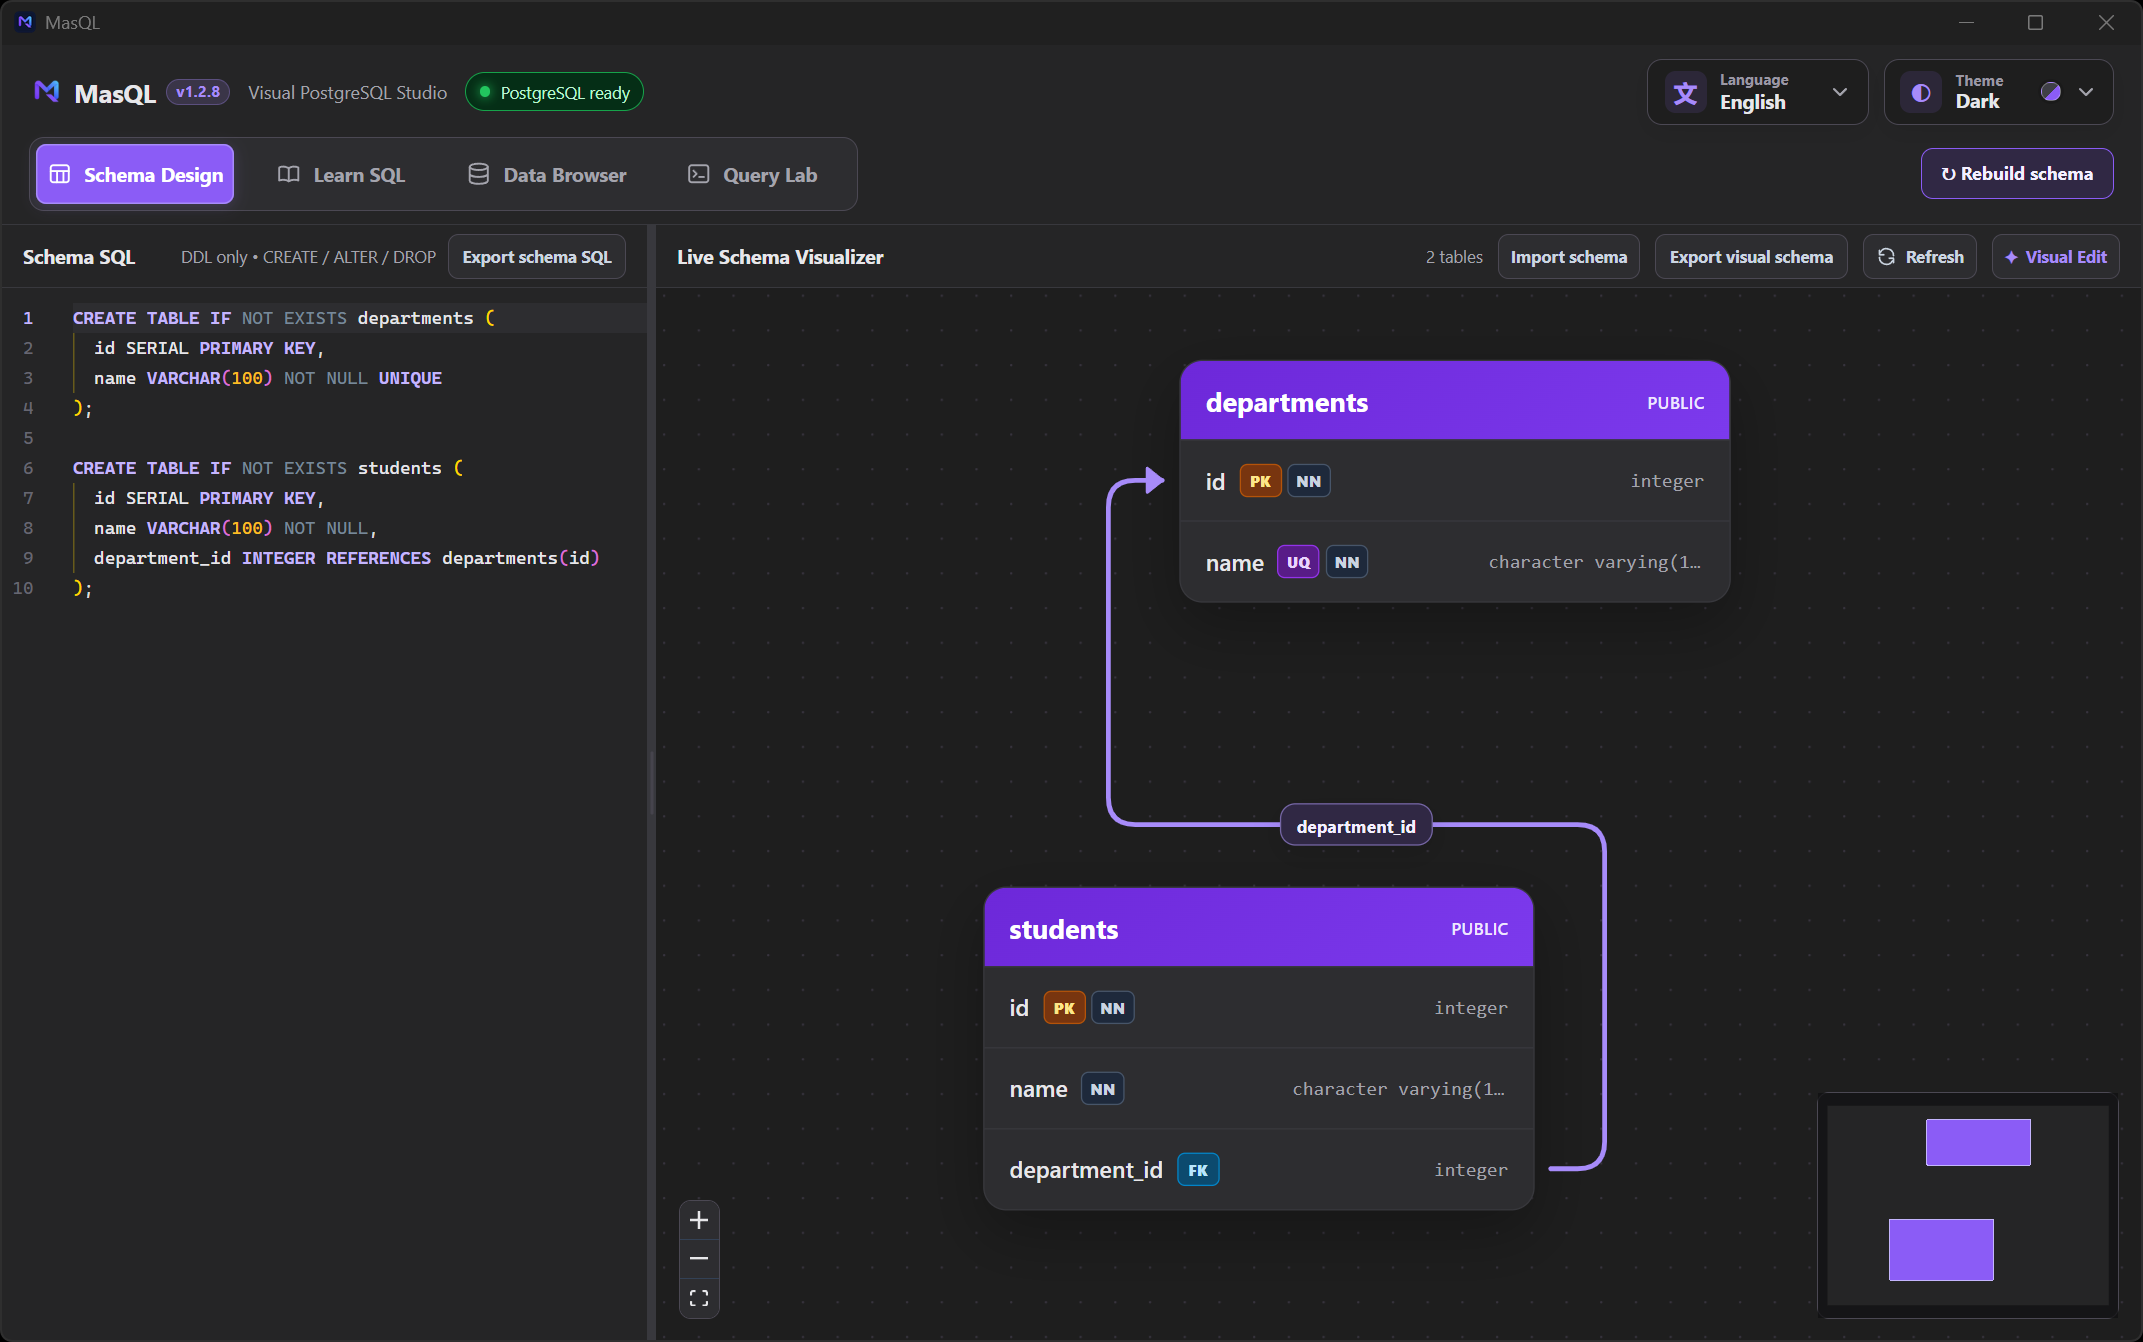 MasQL
MasQL v1.2.8 Visual PostgreSQL Studio PostgreSQL ready
Language
English
Theme
Dark
Schema Design Learn SQL Data Browser Query Lab
↻ Rebuild schema
Schema SQL DDL only • CREATE / ALTER / DROP Export schema SQL
1 CREATE TABLE IF NOT EXISTS departments (
2 id SERIAL PRIMARY KEY,
3 name VARCHAR(100) NOT NULL UNIQUE
4 );
5
6 CREATE TABLE IF NOT EXISTS students (
7 id SERIAL PRIMARY KEY,
8 name VARCHAR(100) NOT NULL,
9 department_id INTEGER REFERENCES departments(id)
10 );
Live Schema Visualizer 2 tables Import schema Export visual schema Refresh ✦ Visual Edit
departments PUBLIC
id PK NN integer
name UQ NN character varying(1…
department_id
students PUBLIC
id PK NN integer
name NN character varying(1…
department_id FK integer